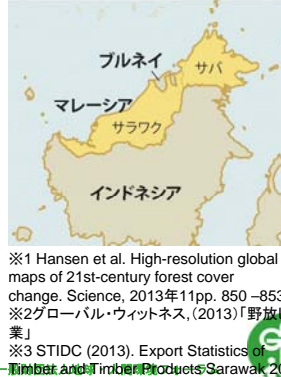 ブルネイ
サバ
マレーシア
サラワク
インドネシア
※1 Hansen et al. High-resolution global
maps of 21st-century forest cover
change. Science, 2013年11pp. 850 –853
※2グローバル・ウィットネス,(2013)「野放
業」
※3 STIDC (2013). Export Statistics of
Timber and Timber Products Sarawak 20